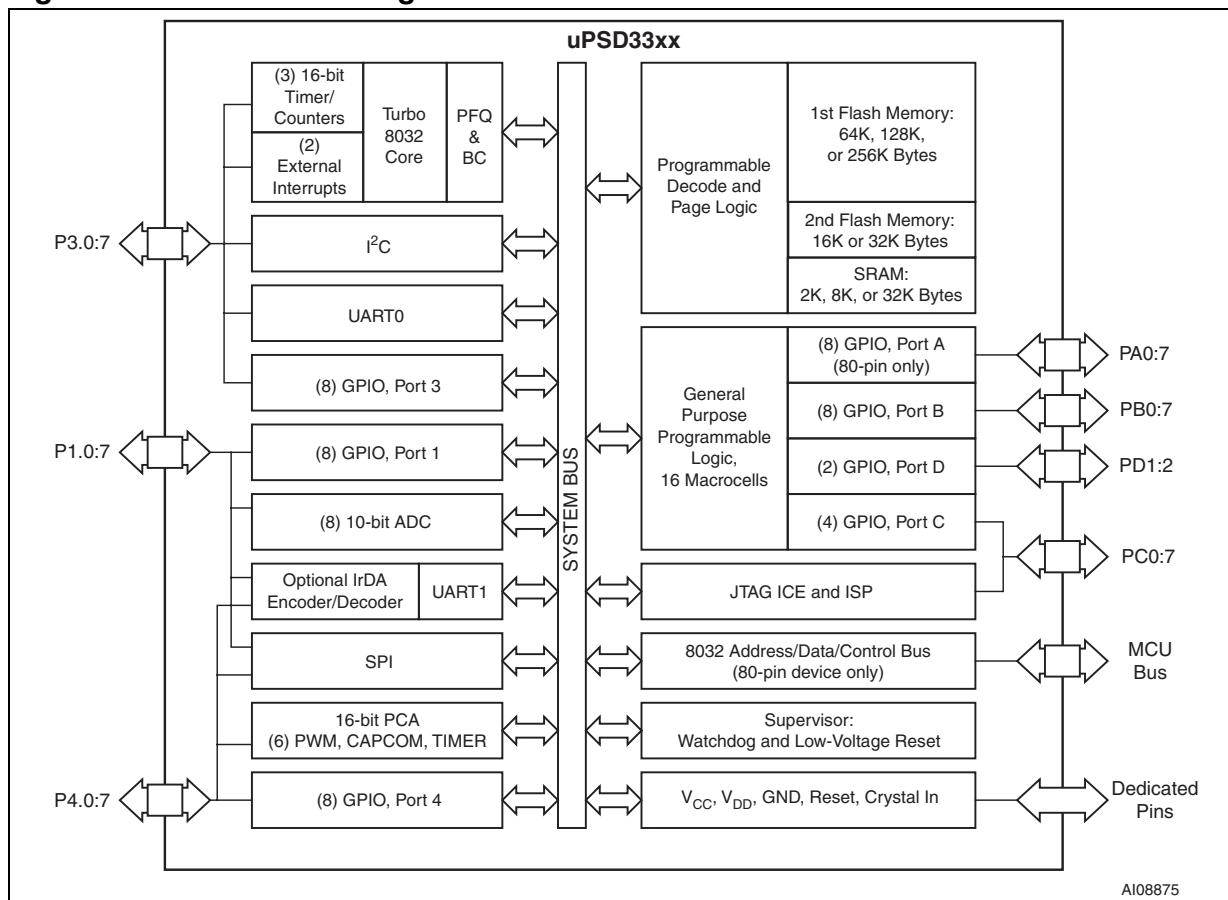 uPSD33xx
(3) 16-bit
Timer/
Counters
(2)
External
Interrupts
Turbo
8032
Core
PFQ
&
BC
P3.0:7
I²C
UART0
(8) GPIO, Port 3
P1.0:7
(8) GPIO, Port 1
(8) 10-bit ADC
Optional IrDA
Encoder/Decoder
UART1
SPI
16-bit PCA
(6) PWM, CAPCOM, TIMER
P4.0:7
(8) GPIO, Port 4
SYSTEM BUS
Programmable
Decode and
Page Logic
1st Flash Memory:
64K, 128K,
or 256K Bytes
2nd Flash Memory:
16K or 32K Bytes
SRAM:
2K, 8K, or 32K Bytes
General
Purpose
Programmable
Logic,
16 Macrocells
(8) GPIO, Port A
(80-pin only)
PA0:7
(8) GPIO, Port B
PB0:7
(2) GPIO, Port D
PD1:2
(4) GPIO, Port C
PC0:7
JTAG ICE and ISP
8032 Address/Data/Control Bus
(80-pin device only)
MCU
Bus
Supervisor:
Watchdog and Low-Voltage Reset
VCC, VDD, GND, Reset, Crystal In
Dedicated
Pins
AI08875